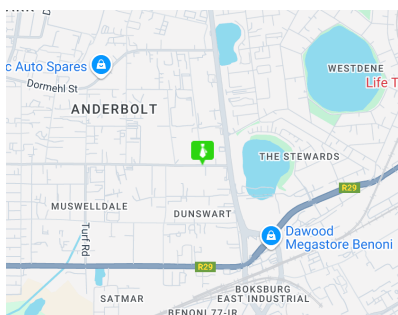 WESTDENE
c Auto Spares
Life T
Dormehl St
ANDERBOLT
THE STEWARDS
R29
MUSWELLDALE
DUNSWART
Turf Rd
Dawood
Megastore Benoni
R29
BOKSBURG
EAST INDUSTRIAL
SATMAR
BENONI 77-IR